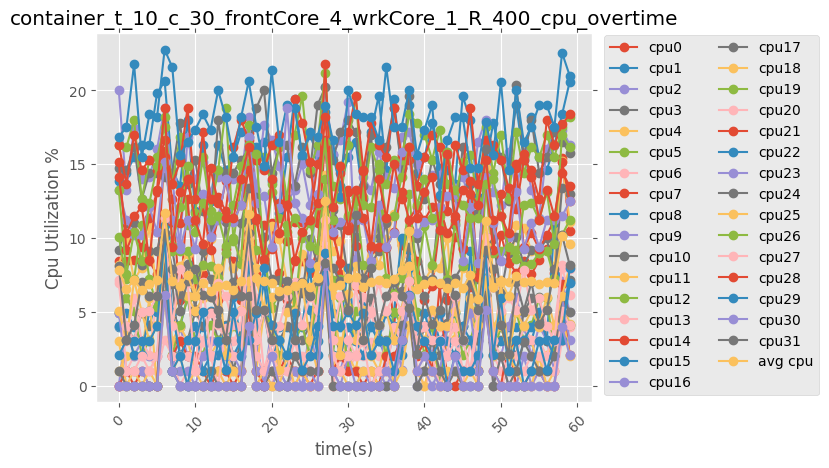 container_t_10_c_30_frontCore_4_wrkCore_1_R_400_cpu_overtime
Cpu Utilization %
20
15
10
5
0
0
10
20
30
40
50
60
time(s)
cpu0
cpu1
cpu2
cpu3
cpu4
cpu5
cpu6
cpu7
cpu8
cpu9
cpu10
cpu11
cpu12
cpu13
cpu14
cpu15
cpu16
cpu17
cpu18
cpu19
cpu20
cpu21
cpu22
cpu23
cpu24
cpu25
cpu26
cpu27
cpu28
cpu29
cpu30
cpu31
avg cpu